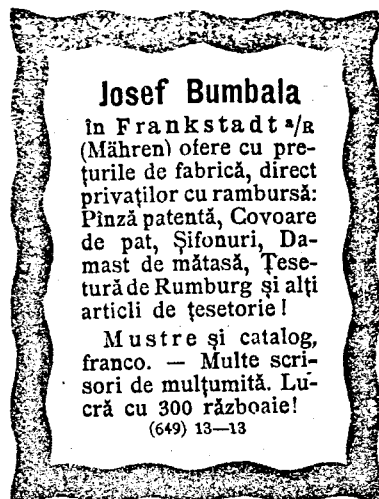 Josef Bumbala
în Frankstadt a/R
(Mähren) ofere cu pre-
țurile de fabrică, direct
privaților cu rambursă:
Pînză patentă, Covoare
de pat, Șifonuri, Da-
mast de mătasă, Țese-
tură de Rumburg și alți
articli de țesetorie!
Mustre și catalog,
franco. — Multe scri-
sori de mulțumită. Lu-
cră cu 300 războaie!
(649) 13—13